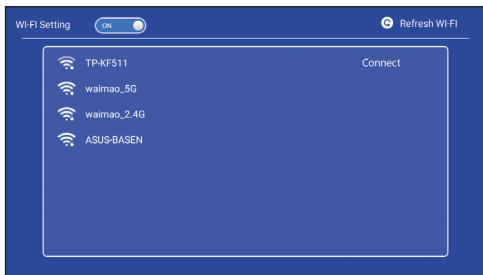 WI-FI Setting ON Refresh WI-FI
TP-KF511 Connect
waimao_5G
waimao_2.4G
ASUS-BASEN